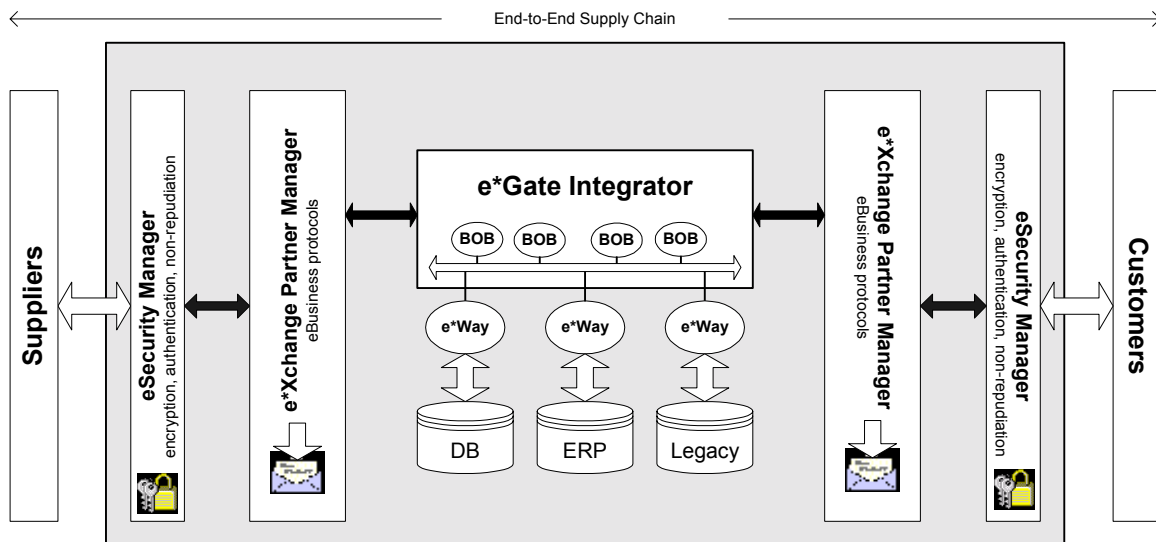 End-to-End Supply Chain
Suppliers
eSecurity Manager
encryption, authentication, non-repudiation
e*Xchange Partner Manager
eBusiness protocols
e*Gate Integrator
BOB
BOB
BOB
BOB
e*Way
e*Way
e*Way
DB
ERP
Legacy
e*Xchange Partner Manager
eBusiness protocols
eSecurity Manager
encryption, authentication, non-repudiation
Customers